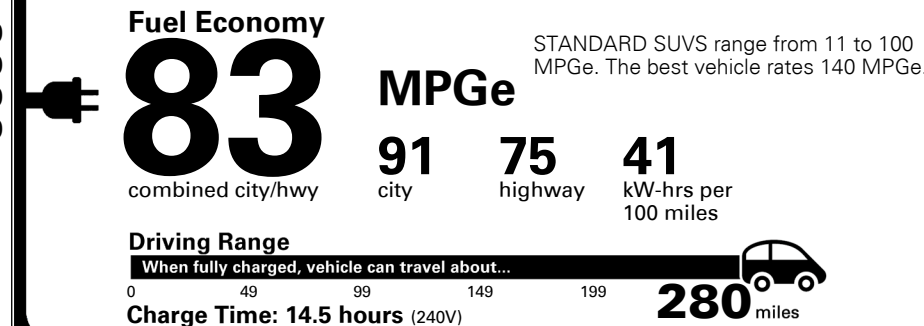 Fuel Economy
83
combined city/hwy
MPGe
STANDARD SUVS range from 11 to 100
MPGe. The best vehicle rates 140 MPGe.
91
city
75
highway
41
kW-hrs per
100 miles
Driving Range
When fully charged, vehicle can travel about...
0 49 99 149 199 280 miles
Charge Time: 14.5 hours (240V)